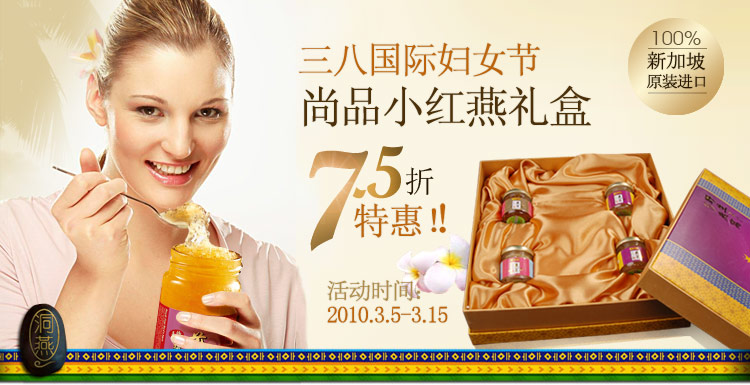 三八国际妇女节
尚品小红燕礼盒
7.5折
特惠!!
活动时间:
2010.3.5-3.15
100%
新加坡
原装进口
洞燕